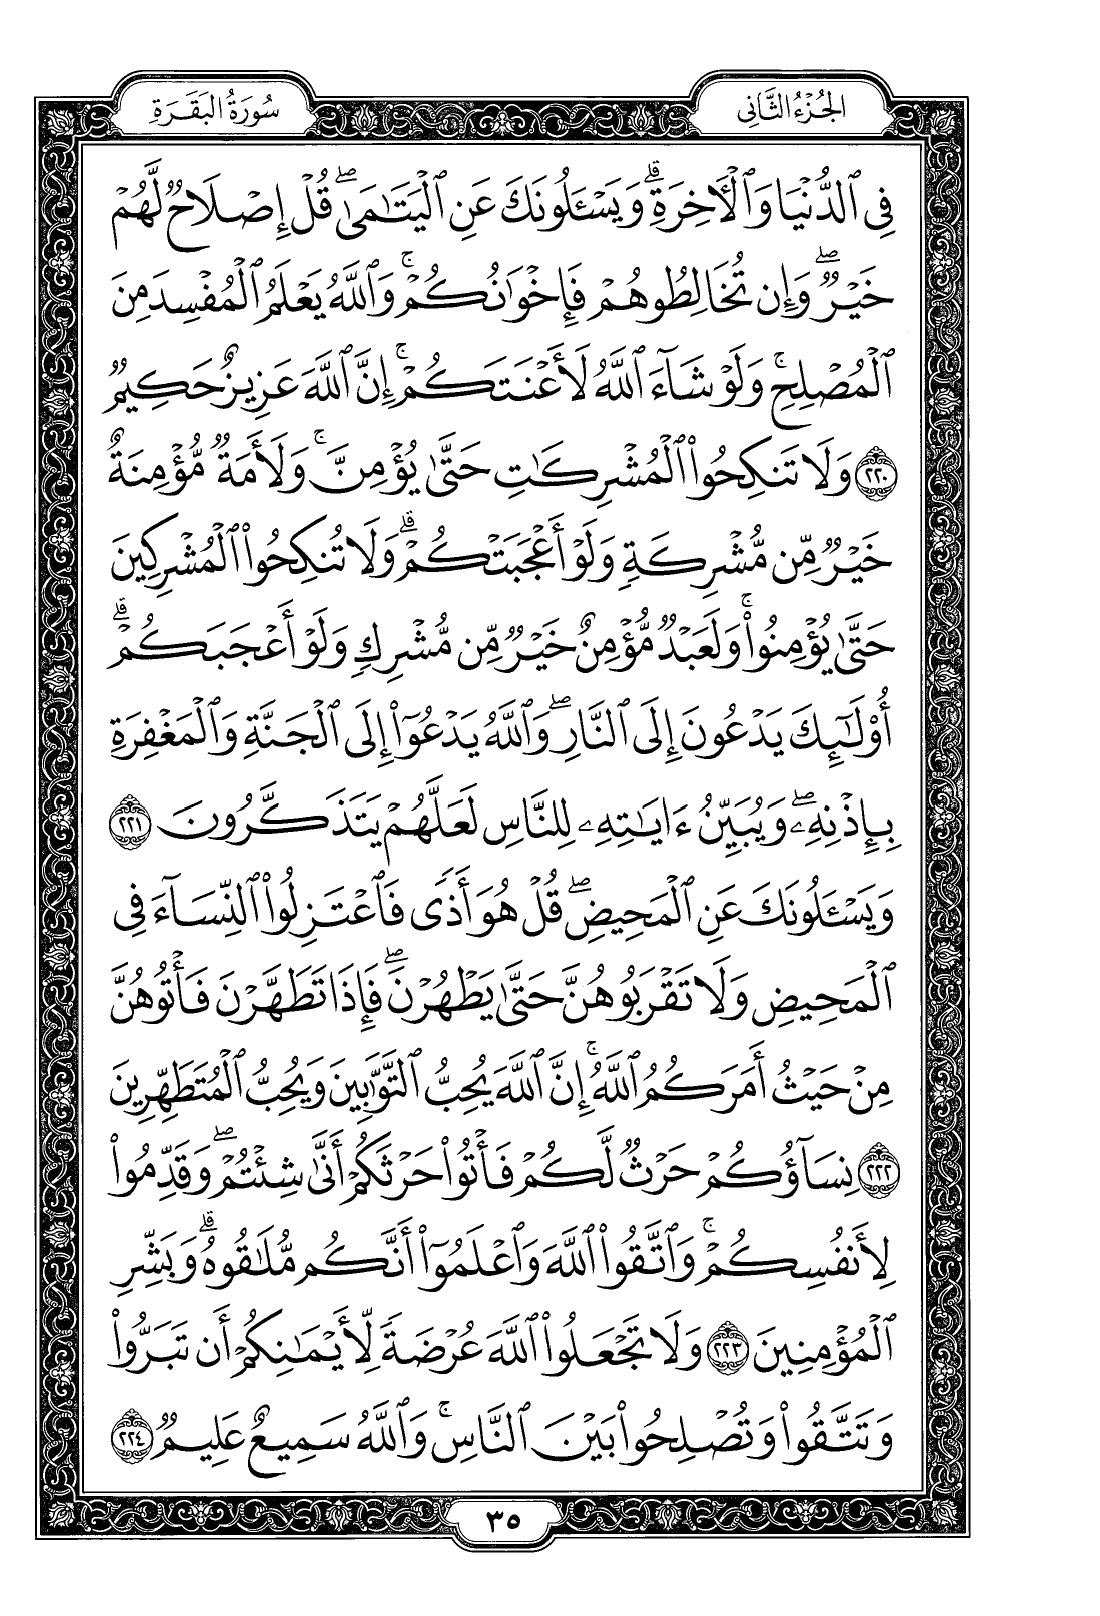 الجُزْءُ الثَّانِي
سُورَةُ البَقَرَةِ
فِي ٱلدُّنْيَا وَٱلْأَخِرَةِۗ وَيَسْـَٔلُونَكَ عَنِ ٱلْيَتَـٰمَىٰۖ قُلْ إِصْلَاحٌ لَّهُمْ
خَيْرٌۖ وَإِن تُخَالِطُوهُمْ فَإِخْوَٰنُكُمْۚ وَٱللَّهُ يَعْلَمُ ٱلْمُفْسِدَ مِنَ
ٱلْمُصْلِحِۚ وَلَوْ شَآءَ ٱللَّهُ لَأَعْنَتَكُمْۚ إِنَّ ٱللَّهَ عَزِيزٌ حَكِيمٌ
٢٢٠ وَلَا تَنكِحُوا۟ ٱلْمُشْرِكَـٰتِ حَتَّىٰ يُؤْمِنَّۚ وَلَأَمَةٌ مُّؤْمِنَةٌ
خَيْرٌ مِّن مُّشْرِكَةٍ وَلَوْ أَعْجَبَتْكُمْۗ وَلَا تُنكِحُوا۟ ٱلْمُشْرِكِينَ
حَتَّىٰ يُؤْمِنُوا۟ۚ وَلَعَبْدٌ مُّؤْمِنٌ خَيْرٌ مِّن مُّشْرِكٍ وَلَوْ أَعْجَبَكُمْۗ
أُو۟لَـٰٓئِكَ يَدْعُونَ إِلَى ٱلنَّارِۖ وَٱللَّهُ يَدْعُوٓا۟ إِلَى ٱلْجَنَّةِ وَٱلْمَغْفِرَةِ
بِإِذْنِهِۦۖ وَيُبَيِّنُ ءَايَـٰتِهِۦ لِلنَّاسِ لَعَلَّهُمْ يَتَذَكَّرُونَ ٢٢١
وَيَسْـَٔلُونَكَ عَنِ ٱلْمَحِيضِۖ قُلْ هُوَ أَذًى فَٱعْتَزِلُوا۟ ٱلنِّسَآءَ فِي
ٱلْمَحِيضِ وَلَا تَقْرَبُوهُنَّ حَتَّىٰ يَطْهُرْنَۖ فَإِذَا تَطَهَّرْنَ فَأْتُوهُنَّ
مِنْ حَيْثُ أَمَرَكُمُ ٱللَّهُۚ إِنَّ ٱللَّهَ يُحِبُّ ٱلتَّوَّٰبِينَ وَيُحِبُّ ٱلْمُتَطَهِّرِينَ
٢٢٢ نِسَآؤُكُمْ حَرْثٌ لَّكُمْ فَأْتُوا۟ حَرْثَكُمْ أَنَّىٰ شِئْتُمْۖ وَقَدِّمُوا۟
لِأَنفُسِكُمْۚ وَٱتَّقُوا۟ ٱللَّهَ وَٱعْلَمُوٓا۟ أَنَّكُم مُّلَـٰقُوهُۗ وَبَشِّرِ
ٱلْمُؤْمِنِينَ ٢٢٣ وَلَا تَجْعَلُوا۟ ٱللَّهَ عُرْضَةً لِّأَيْمَـٰنِكُمْ أَن تَبَرُّوا۟
وَتَتَّقُوا۟ وَتُصْلِحُوا۟ بَيْنَ ٱلنَّاسِۚ وَٱللَّهُ سَمِيعٌ عَلِيمٌ ٢٢٤
٣٥